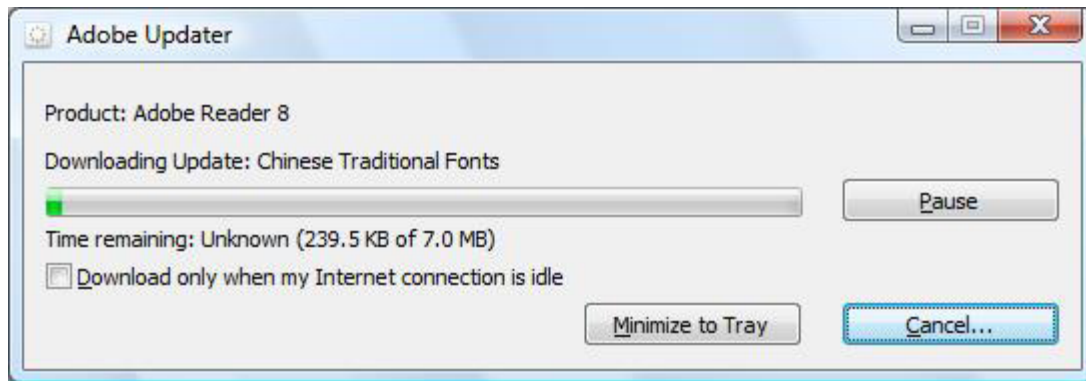 Adobe Updater
Product: Adobe Reader 8
Downloading Update: Chinese Traditional Fonts
Pause
Time remaining: Unknown (239.5 KB of 7.0 MB)
Download only when my Internet connection is idle
Minimize to Tray
Cancel...